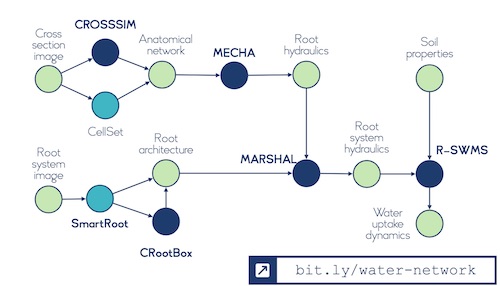 Cross
section
image
CROSSSIM
Anatomical
network
MECHA
Root
hydraulics
Soil
properties
CellSet
Root
system
image
Root
architecture
MARSHAL
Root
system
hydraulics
R-SWMS
SmartRoot
CRootBox
Water
uptake
dynamics
bit.ly/water-network